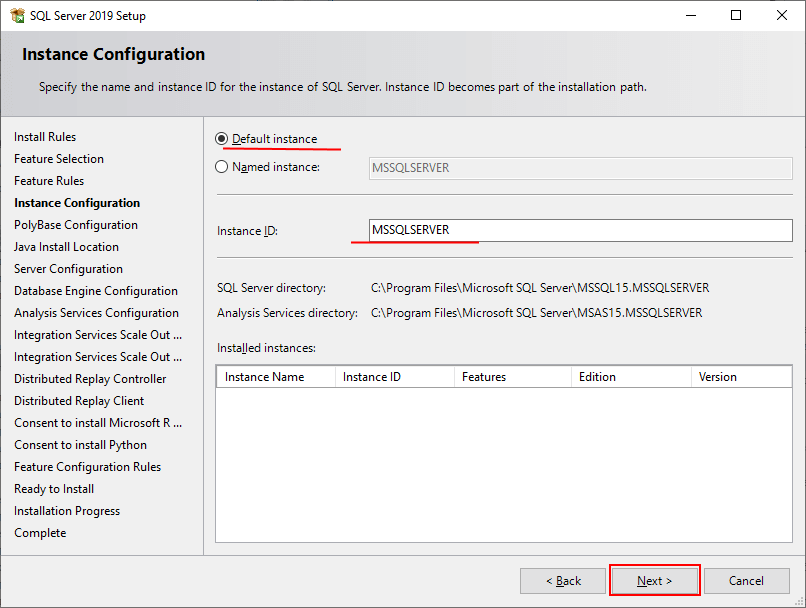 SQL Server 2019 Setup
Instance Configuration
Specify the name and instance ID for the instance of SQL Server. Instance ID becomes part of the installation path.
Install Rules
Feature Selection
Feature Rules
Instance Configuration
PolyBase Configuration
Java Install Location
Server Configuration
Database Engine Configuration
Analysis Services Configuration
Integration Services Scale Out ...
Integration Services Scale Out ...
Distributed Replay Controller
Distributed Replay Client
Consent to install Microsoft R ...
Consent to install Python
Feature Configuration Rules
Ready to Install
Installation Progress
Complete
Default instance
Named instance: MSSQLSERVER
Instance ID: MSSQLSERVER
SQL Server directory: C:\Program Files\Microsoft SQL Server\MSSQL15.MSSQLSERVER
Analysis Services directory: C:\Program Files\Microsoft SQL Server\MSAS15.MSSQLSERVER
Installed instances:
Instance Name Instance ID Features Edition Version
< Back Next > Cancel